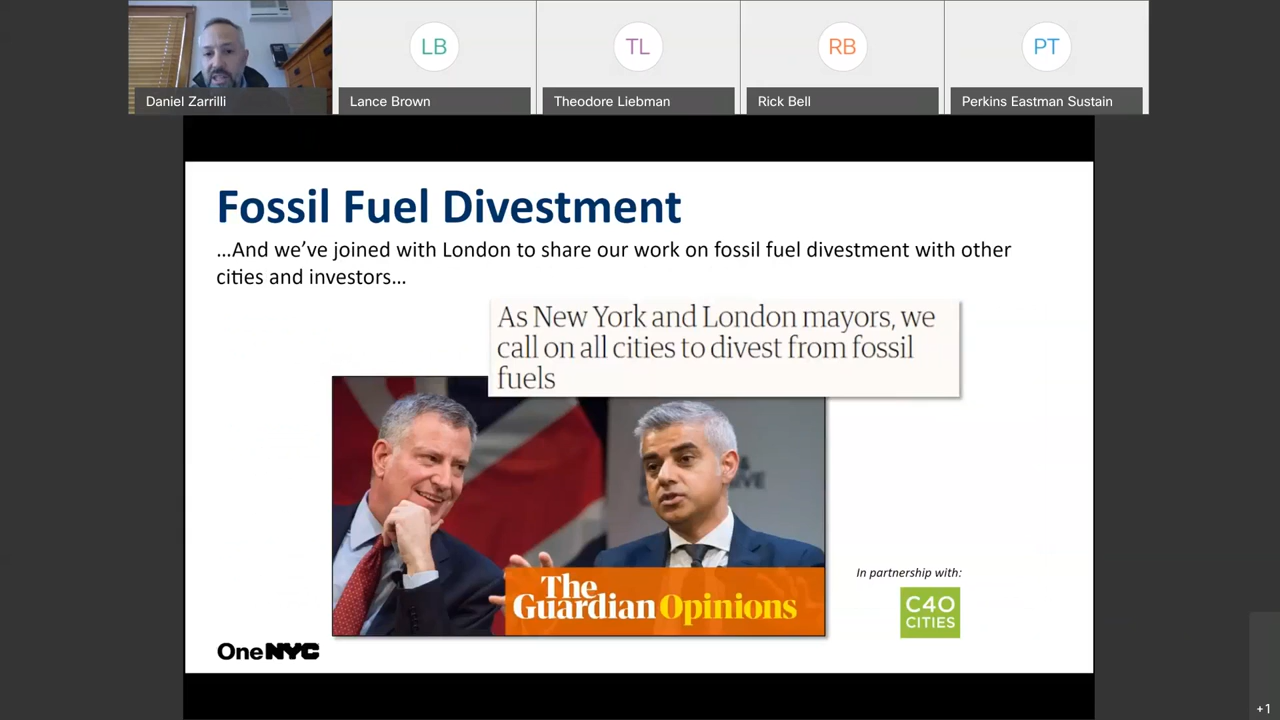 LB
TL
RB
PT
Daniel Zarrilli
Lance Brown
Theodore Liebman
Rick Bell
Perkins Eastman Sustain
Fossil Fuel Divestment
…And we’ve joined with London to share our work on fossil fuel divestment with other
cities and investors…
As New York and London mayors, we
call on all cities to divest from fossil
fuels
The
Guardian Opinions
In partnership with:
C40
CITIES
OneNYC
+1